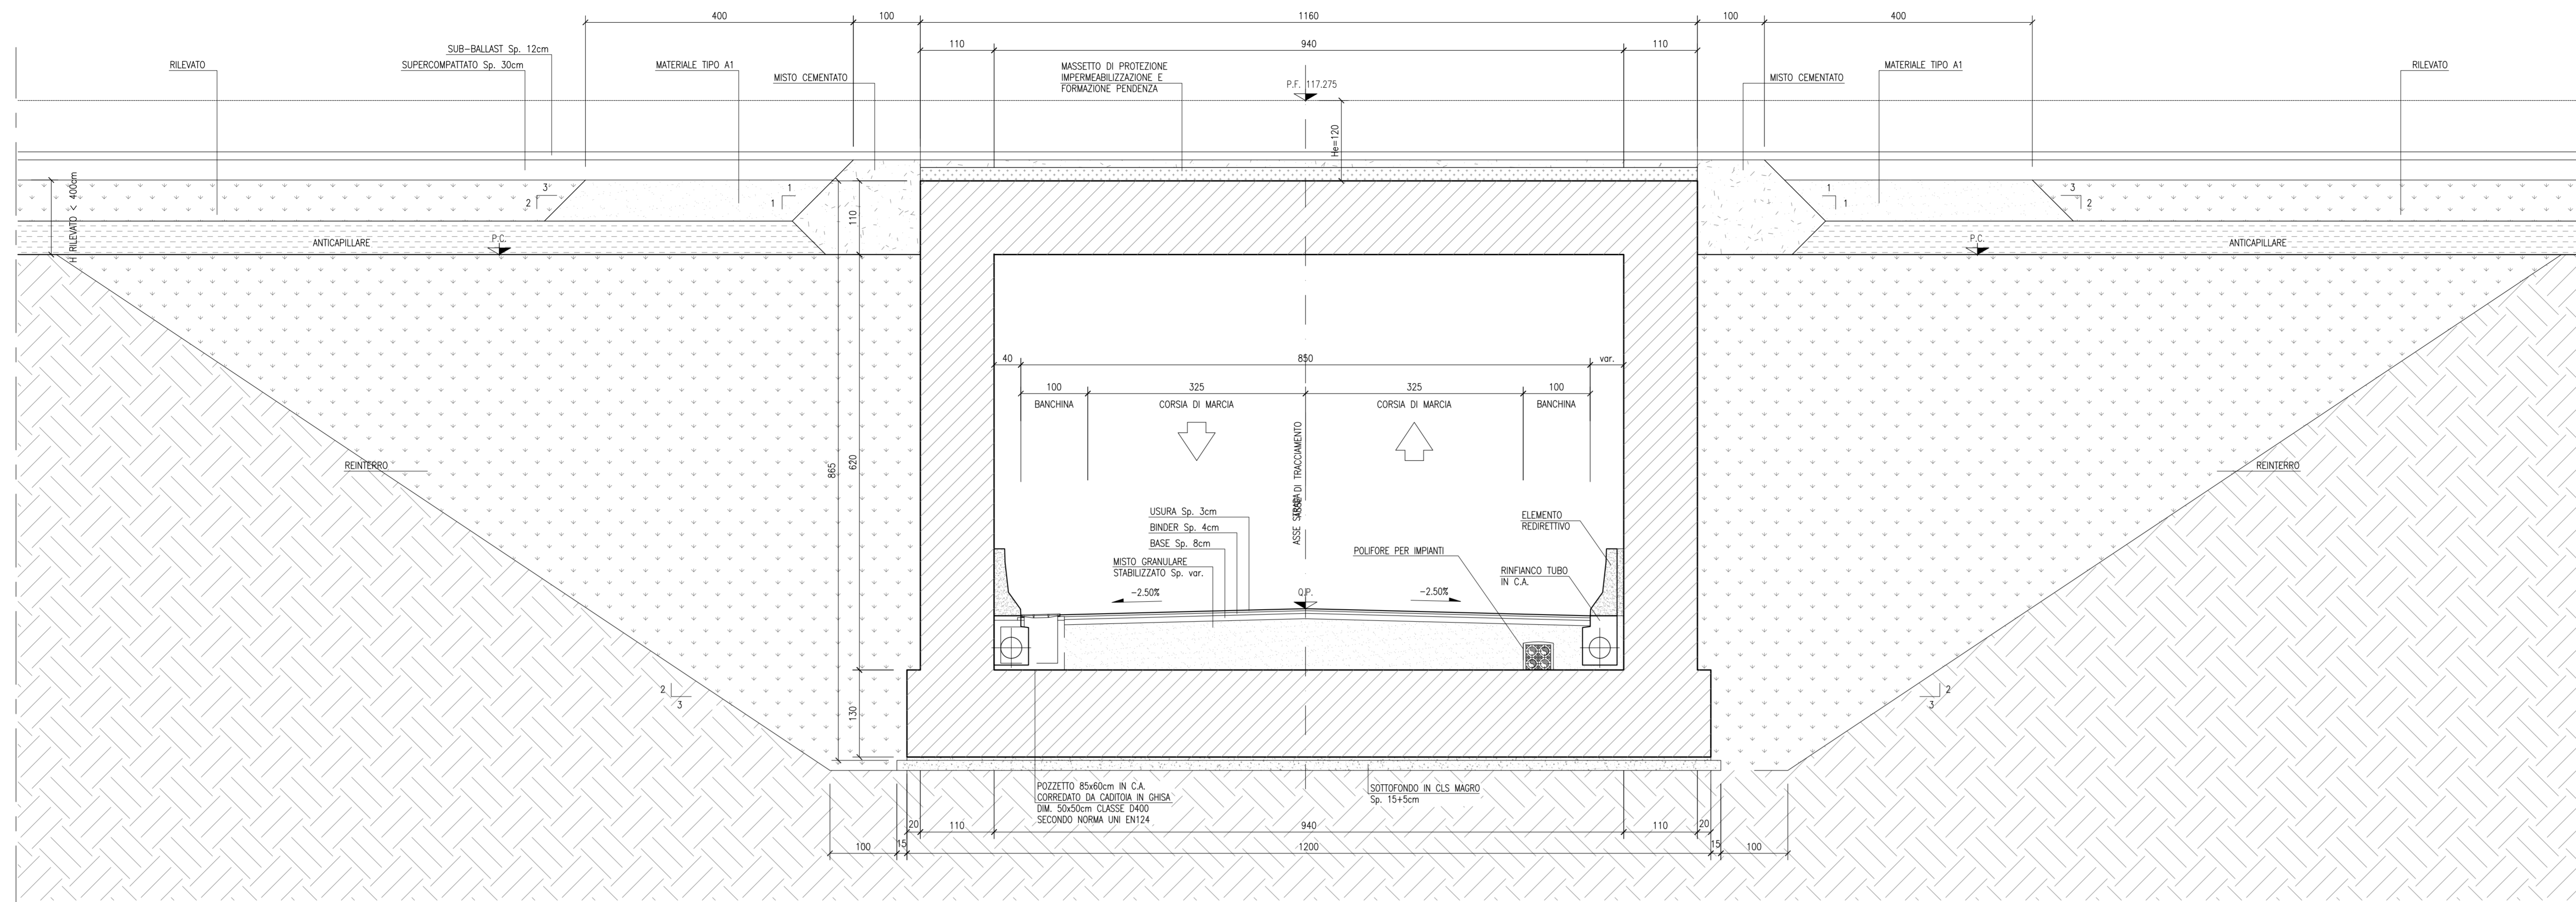 400
100
1160
100
400
110
940
110
SUB-BALLAST Sp. 12cm
RILEVATO
SUPERCOMPATTATO Sp. 30cm
MATERIALE TIPO A1
MISTO CEMENTATO
MASSETTO DI PROTEZIONE
IMPERMEABILIZZAZIONE E
FORMAZIONE PENDENZA
P.F. 117.275
MISTO CEMENTATO
MATERIALE TIPO A1
RILEVATO
He=120
H RILEVATO < 400cm
3
2
1
1
1
1
3
2
110
ANTICAPILLARE
P.C.
P.C.
ANTICAPILLARE
40
850
var.
100
325
325
100
BANCHINA
CORSIA DI MARCIA
CORSIA DI MARCIA
BANCHINA
REINTERRO
865
620
ASSE DI TRACCIAMENTO
ASSE STRADA
REINTERRO
USURA Sp. 3cm
BINDER Sp. 4cm
BASE Sp. 8cm
MISTO GRANULARE
STABILIZZATO Sp. var.
ELEMENTO
REDIRETTIVO
POLIFORE PER IMPIANTI
RINFIANCO TUBO
IN C.A.
-2.50%
Q.P.
-2.50%
2
3
130
2
3
POZZETTO 85x60cm IN C.A.
CORREDATO DA CADITOIA IN GHISA
DIM. 50x50cm CLASSE D400
SECONDO NORMA UNI EN124
SOTTOFONDO IN CLS MAGRO
Sp. 15+5cm
20
110
940
110
20
100
15
1200
15
100